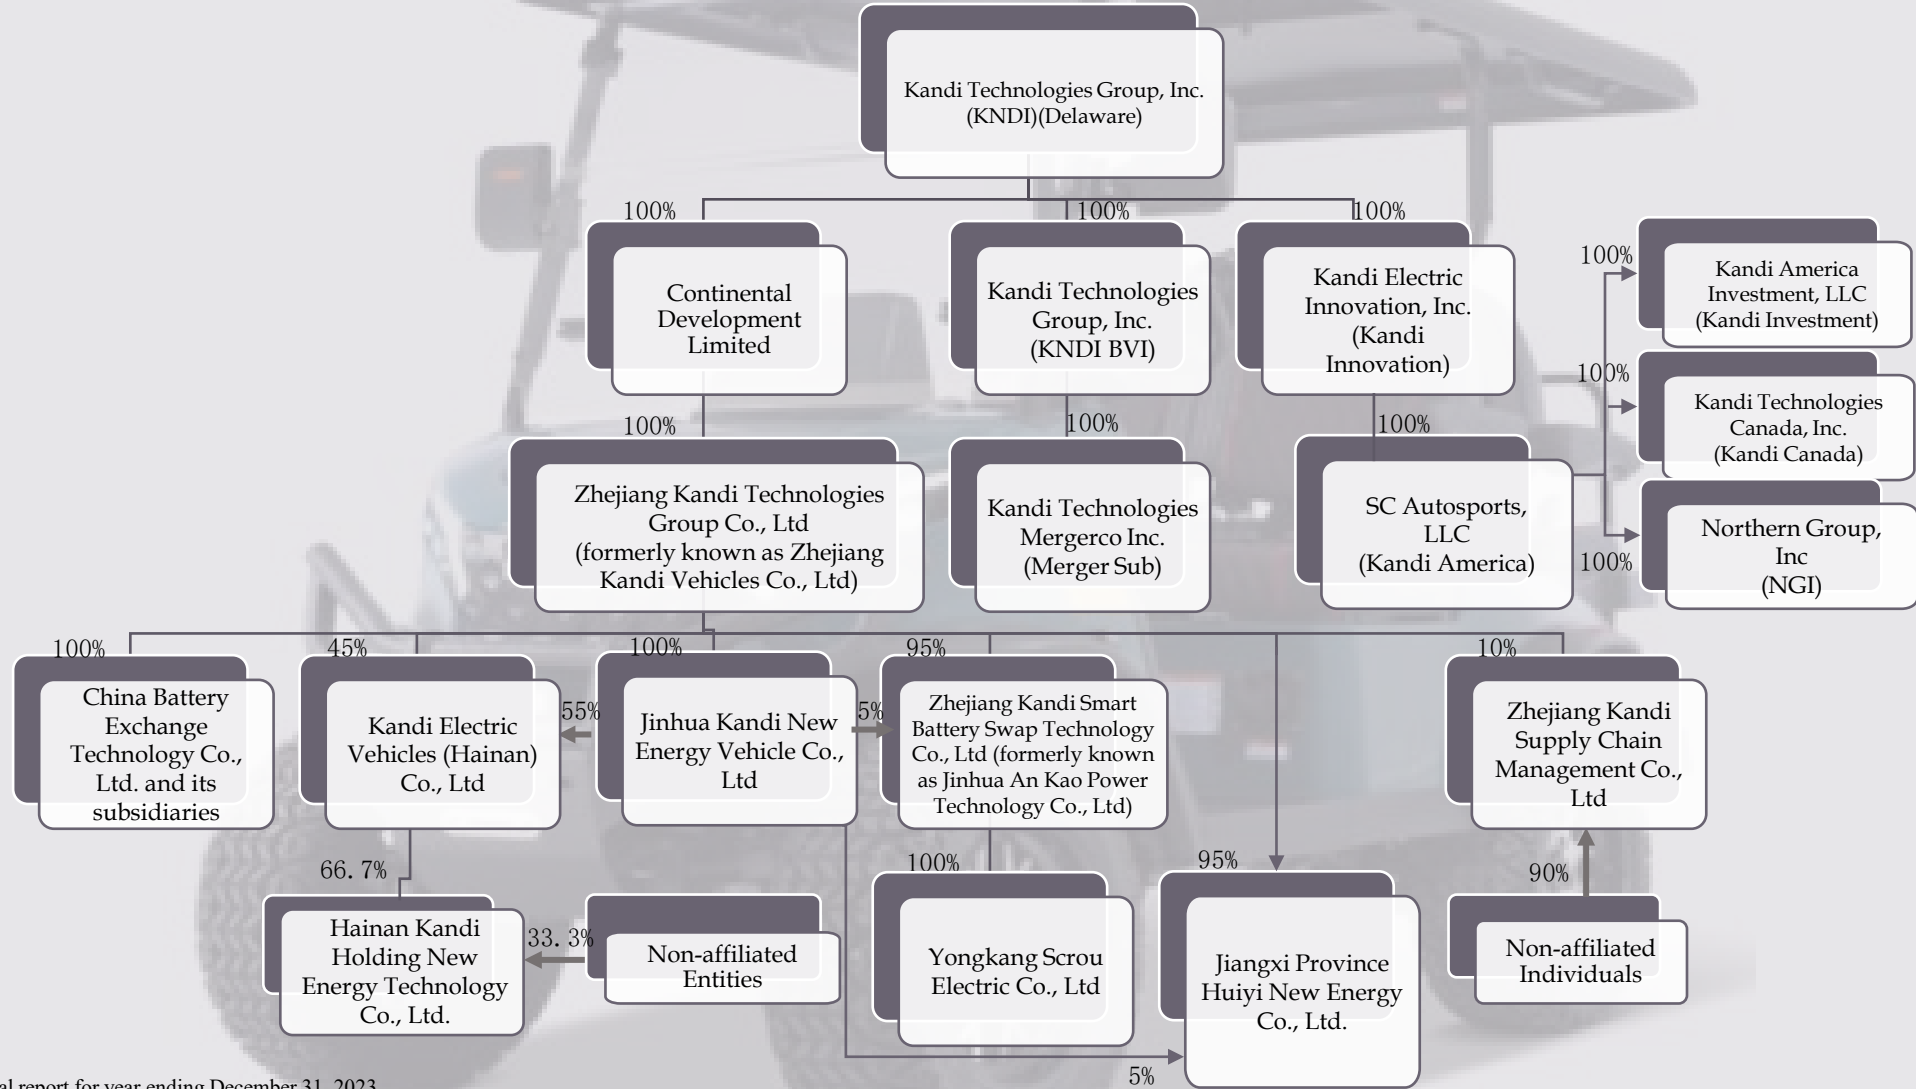 Kandi Technologies Group, Inc.
(KNDI)(Delaware)
100%
100%
100%
Continental
Development
Limited
Kandi Technologies
Group, Inc.
(KNDI BVI)
Kandi Electric
Innovation, Inc.
(Kandi
Innovation)
100%
Kandi America
Investment, LLC
(Kandi Investment)
100%
Kandi Technologies
Canada, Inc.
(Kandi Canada)
100%
100%
100%
Zhejiang Kandi Technologies
Group Co., Ltd
(formerly known as Zhejiang
Kandi Vehicles Co., Ltd)
Kandi Technologies
Mergerco Inc.
(Merger Sub)
SC Autosports,
LLC
(Kandi America)
100%
Northern Group,
Inc
(NGI)
100%
45%
100%
95%
10%
China Battery
Exchange
Technology Co.,
Ltd. and its
subsidiaries
Kandi Electric
Vehicles (Hainan)
Co., Ltd
55%
Jinhua Kandi New
Energy Vehicle Co.,
Ltd
5%
Zhejiang Kandi Smart
Battery Swap Technology
Co., Ltd (formerly known
as Jinhua An Kao Power
Technology Co., Ltd)
Zhejiang Kandi
Supply Chain
Management Co.,
Ltd
66.7%
100%
95%
90%
Hainan Kandi
Holding New
Energy Technology
Co., Ltd.
33.3%
Non-affiliated
Entities
Yongkang Scrou
Electric Co., Ltd
Jiangxi Province
Huiyi New Energy
Co., Ltd.
Non-affiliated
Individuals
5%
al report for year ending December 31, 2023